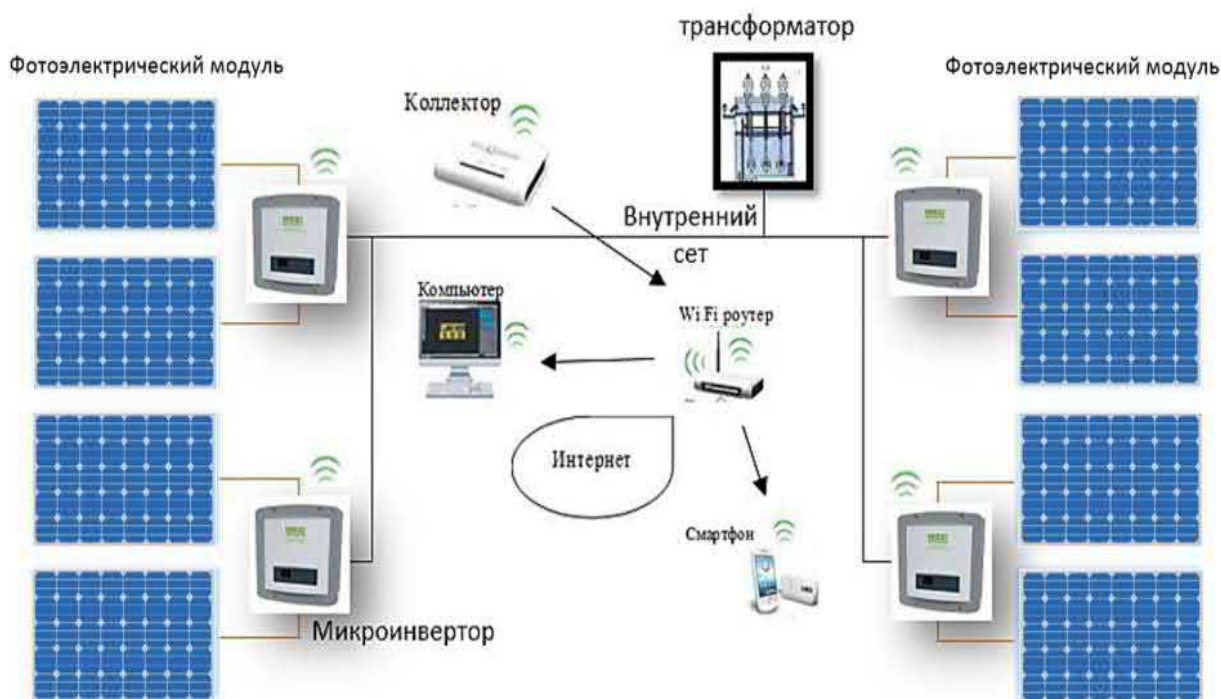 трансформатор
Фотоэлектрический модуль
Фотоэлектрический модуль
Коллектор
Внутренний
сет
Компьютер
Wi Fi роутер
Интернет
Смартфон
Микроинвертор